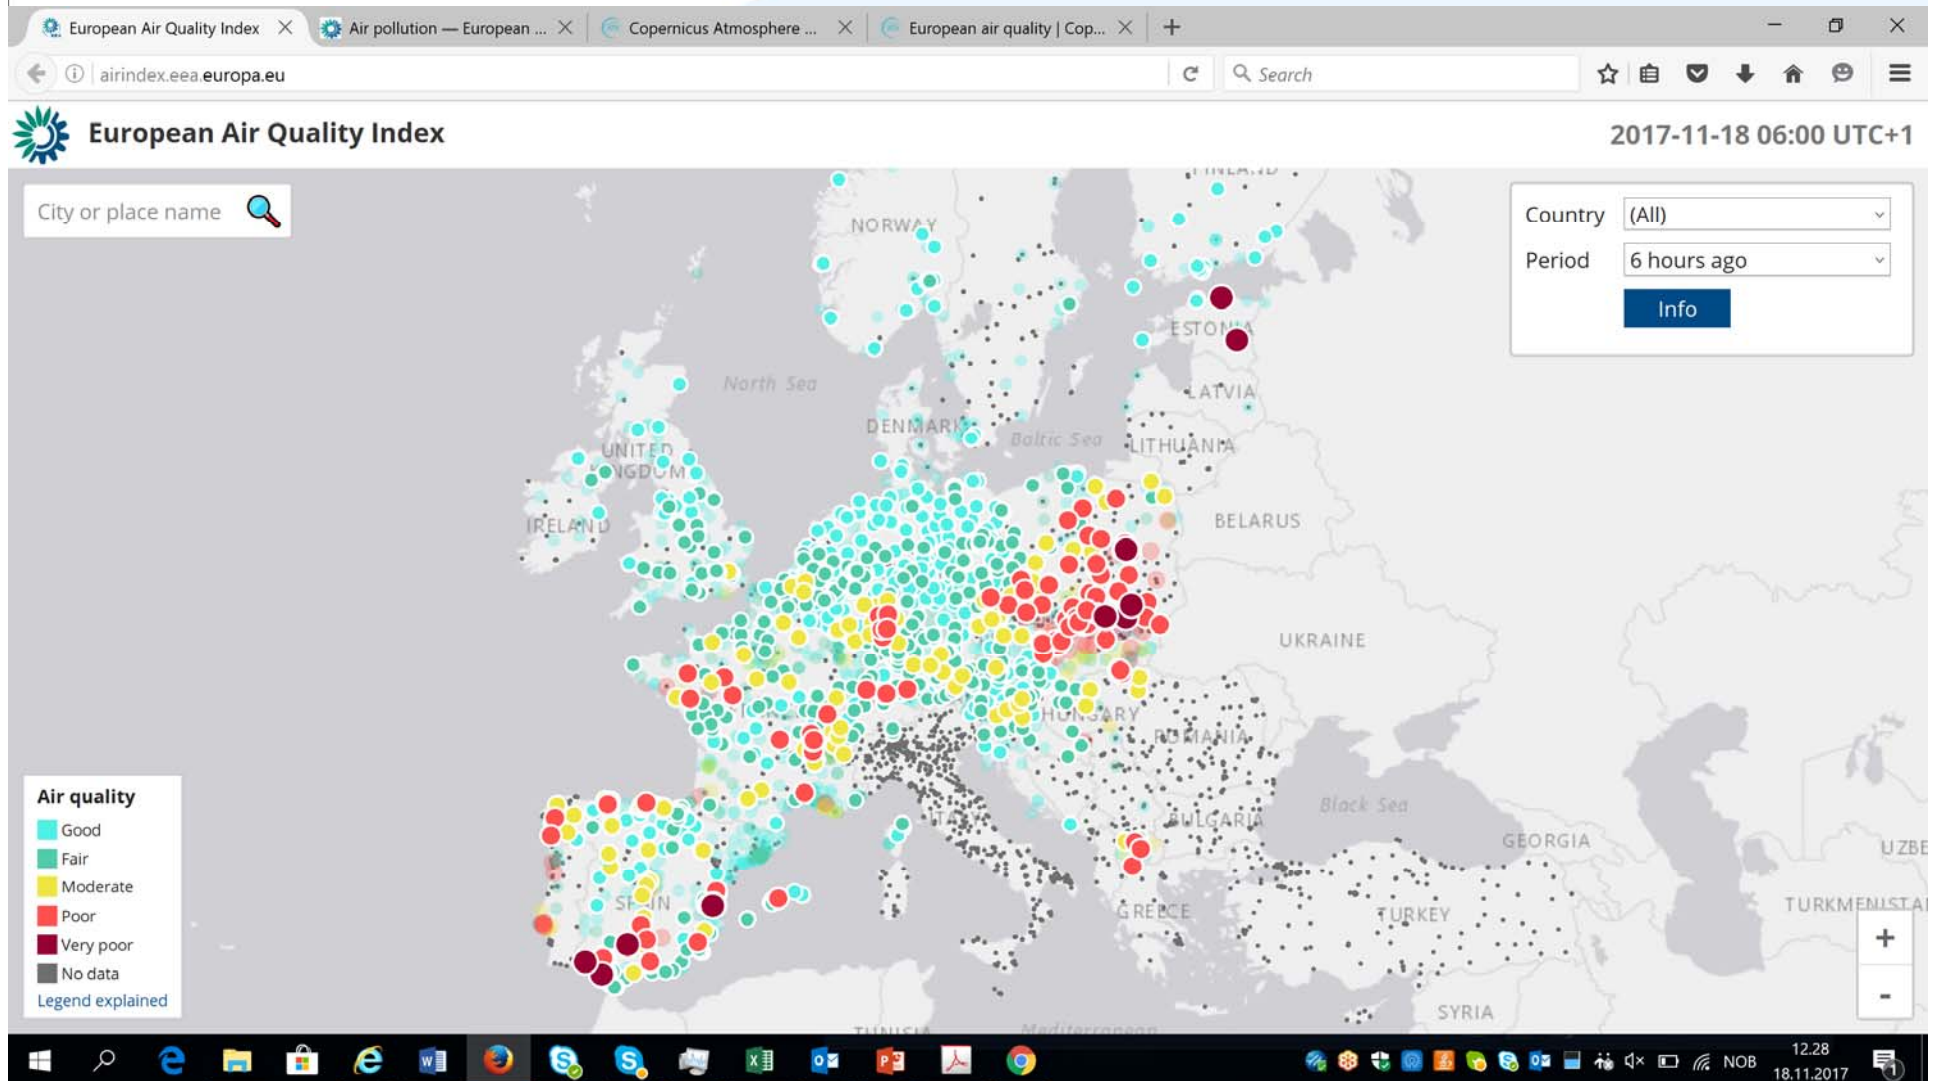 European Air Quality Index
Air pollution — European ...
Copernicus Atmosphere ...
European air quality | Cop...
airindex.eea.europa.eu
Search
European Air Quality Index
2017-11-18 06:00 UTC+1
City or place name
Country (All)
Period 6 hours ago
Info
FINLAND
NORWAY
ESTONIA
North Sea
LATVIA
DENMARK
Baltic Sea
LITHUANIA
UNITED
KINGDOM
IRELAND
BELARUS
UKRAINE
HUNGARY
ROMANIA
Black Sea
ITALY
BULGARIA
GEORGIA
UZBE
SPAIN
GREECE
TURKEY
TURKMENISTA
SYRIA
TUNISIA
Mediterranean
Air quality
Good
Fair
Moderate
Poor
Very poor
No data
Legend explained
+
-
NOB
12.28
18.11.2017
1